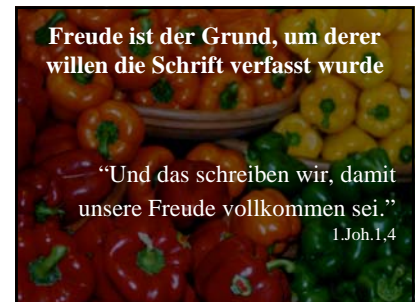 Freude ist der Grund, um derer
willen die Schrift verfasst wurde
“Und das schreiben wir, damit
unsere Freude vollkommen sei.”
1.Joh.1,4